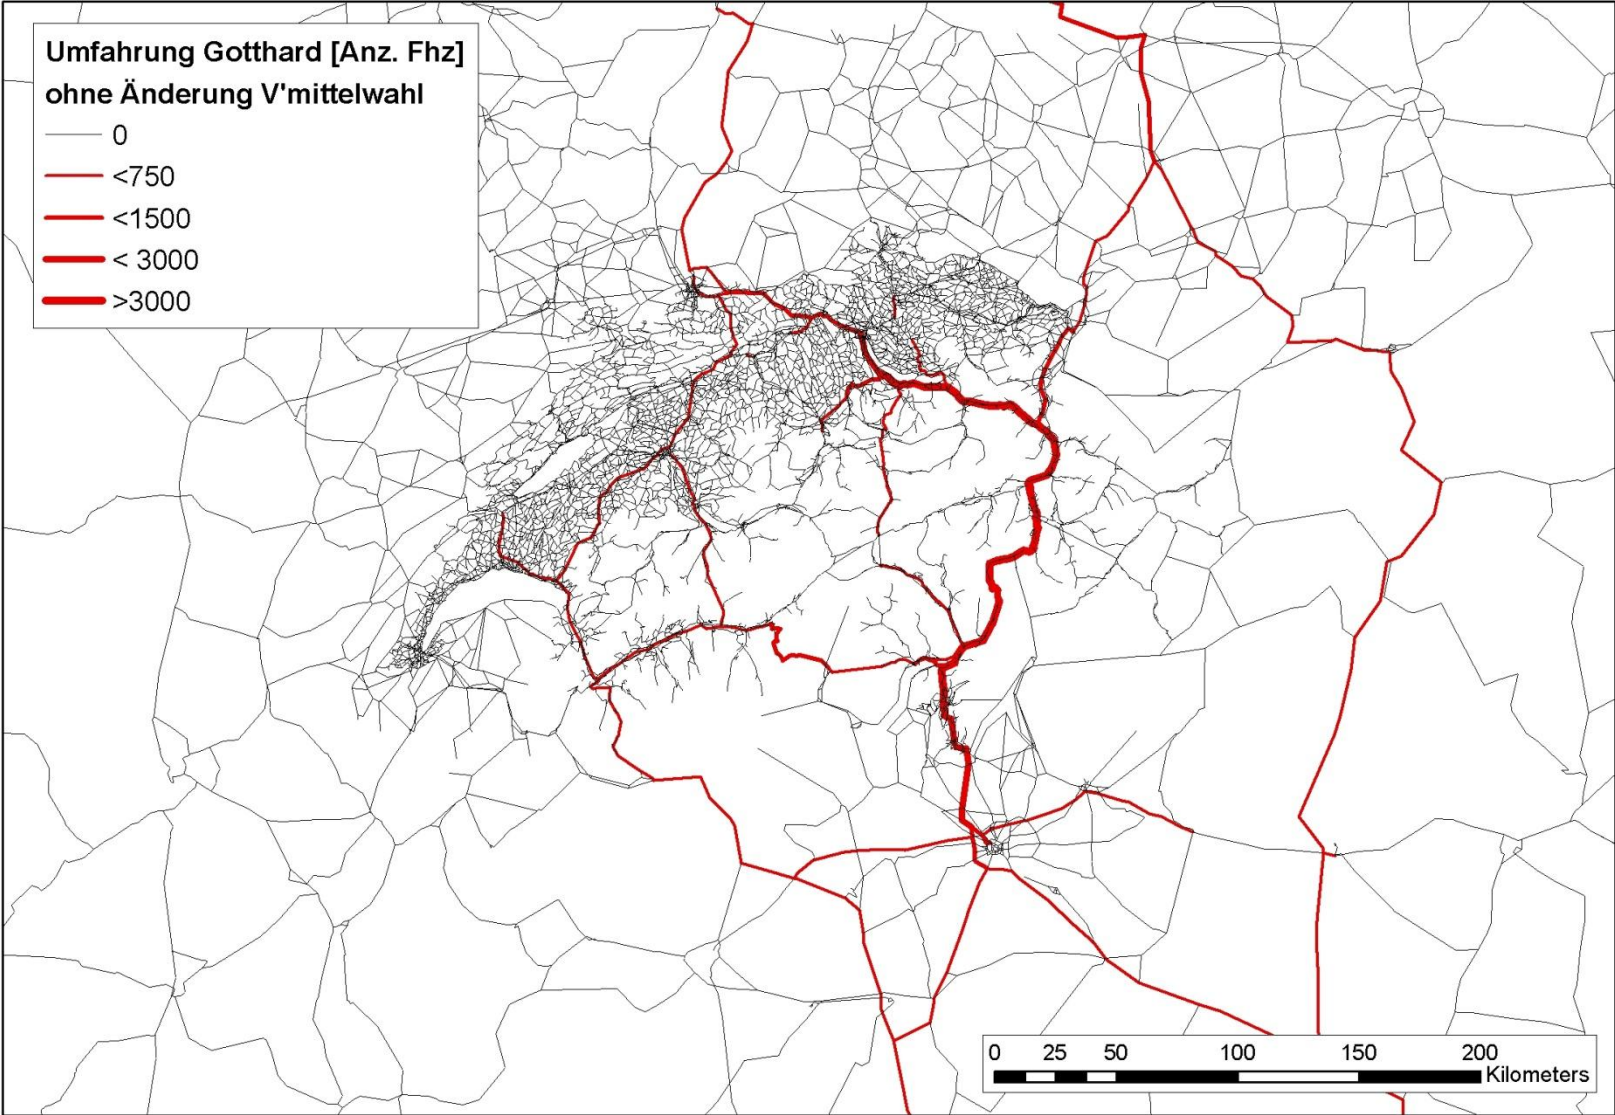 Umfahrung Gotthard [Anz. Fhz]
ohne Änderung V'mittelwahl
0
<750
<1500
< 3000
>3000
0 25 50 100 150 200
Kilometers